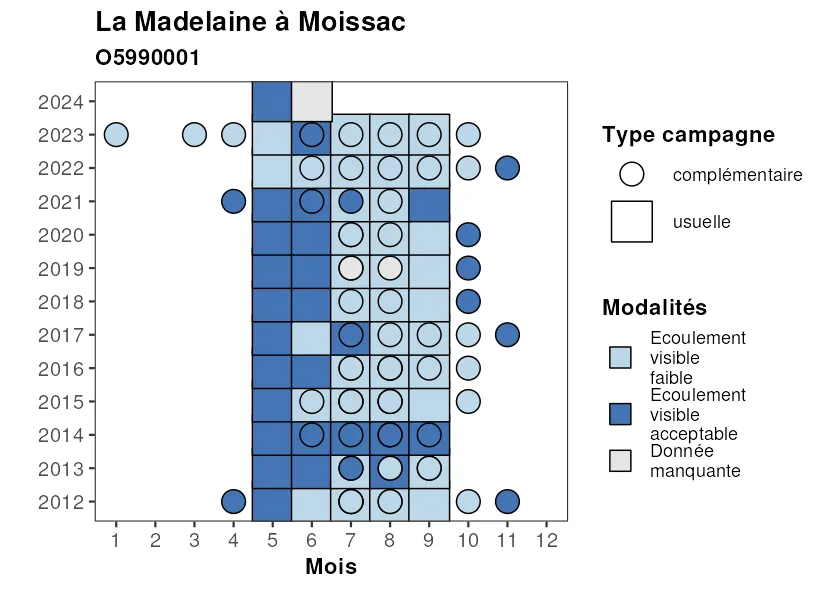 La Madelaine à Moissac
O5990001
2024
2023
2022
2021
2020
2019
2018
2017
2016
2015
2014
2013
2012
1 2 3 4 5 6 7 8 9 10 11 12
Mois
Type campagne
complémentaire
usuelle
Modalités
Ecoulement
visible
faible
Ecoulement
visible
acceptable
Donnée
manquante